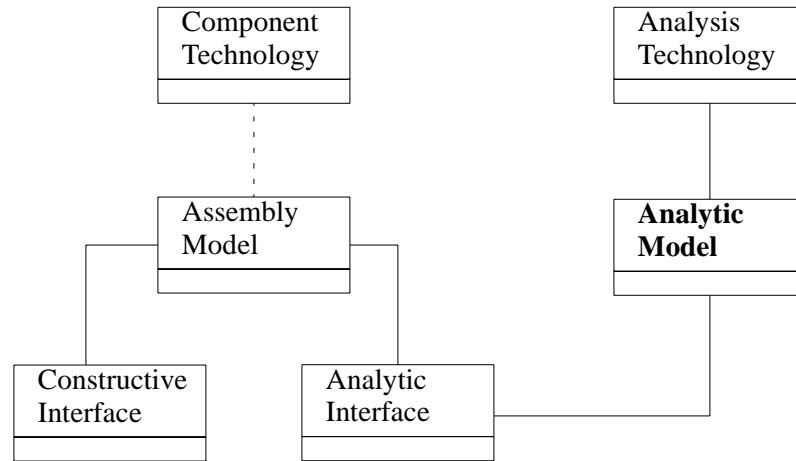 Component
Technology
Analysis
Technology
Assembly
Model
Analytic
Model
Constructive
Interface
Analytic
Interface